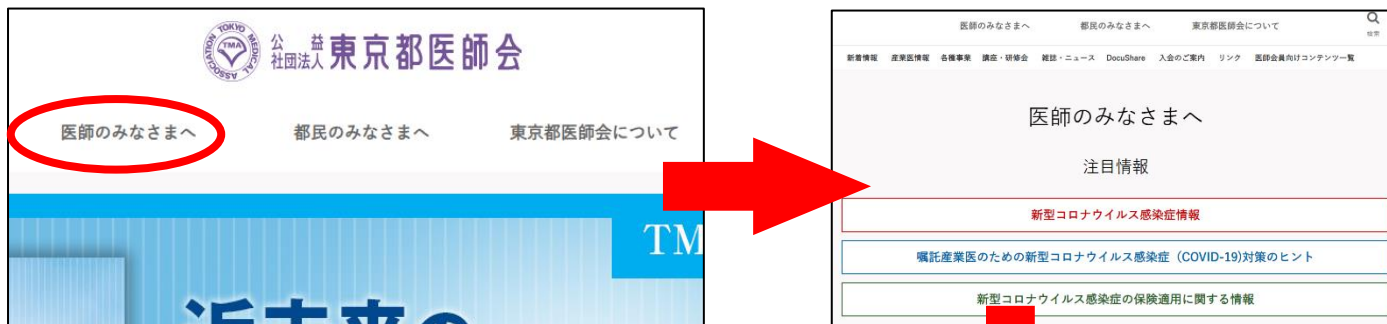 TOKYO MEDICAL ASSOCIATION
TMA
公益
社団法人
東京都医師会
医師のみなさまへ 都民のみなさまへ 東京都医師会について
TM
近未来の
医師のみなさまへ 都民のみなさまへ 東京都医師会について
検索
新着情報 産業医情報 各種事業 講座・研修会 雑誌・ニュース DocuShare 入会のご案内 リンク 医師会員向けコンテンツ一覧
医師のみなさまへ
注目情報
新型コロナウイルス感染症情報
嘱託産業医のための新型コロナウイルス感染症（COVID-19)対策のヒント
新型コロナウイルス感染症の保険適用に関する情報